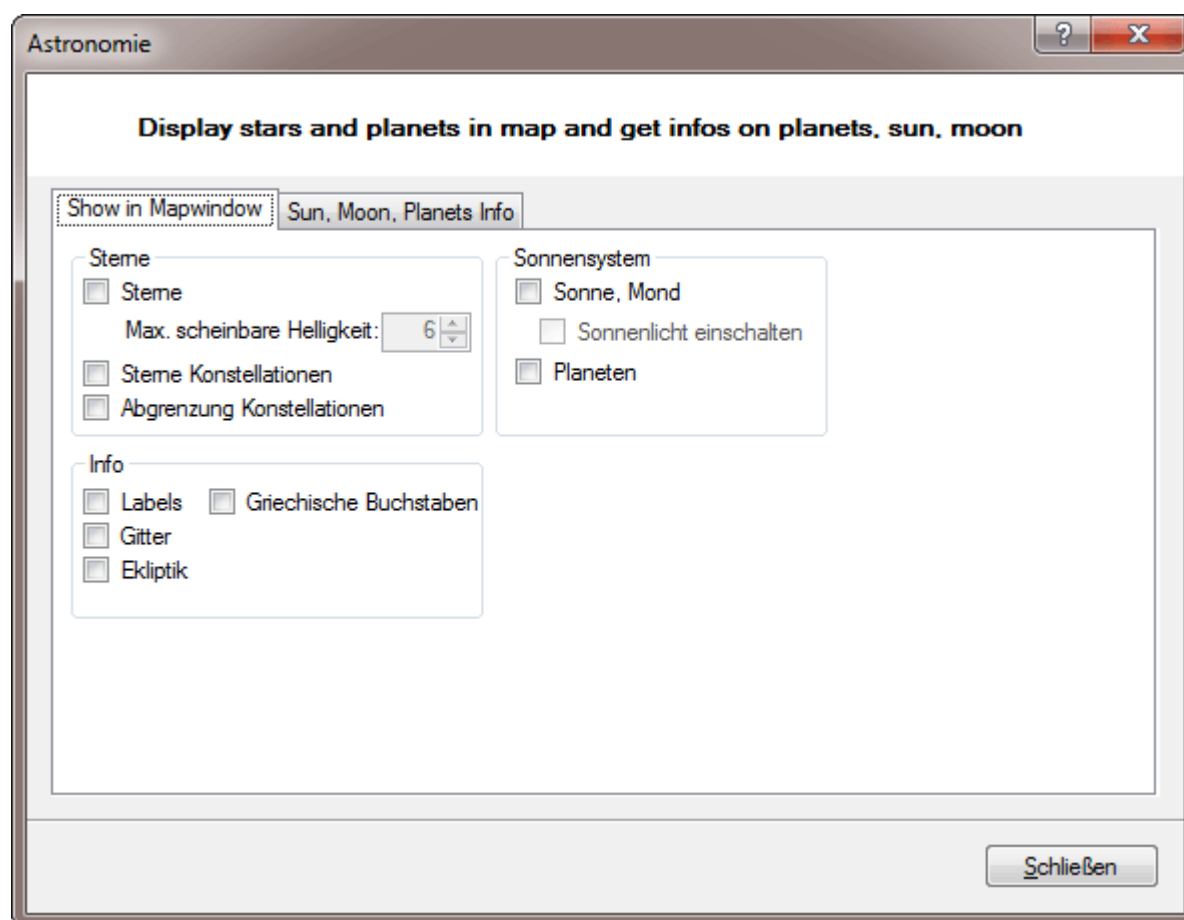 Astronomie
Display stars and planets in map and get infos on planets, sun, moon
Show in Mapwindow
Sun, Moon, Planets Info
Sterne
Sterne
Max. scheinbare Helligkeit: 6
Sterne Konstellationen
Abgrenzung Konstellationen
Sonnensystem
Sonne, Mond
Sonnenlicht einschalten
Planeten
Info
Labels Griechische Buchstaben
Gitter
Ekliptik
Schließen